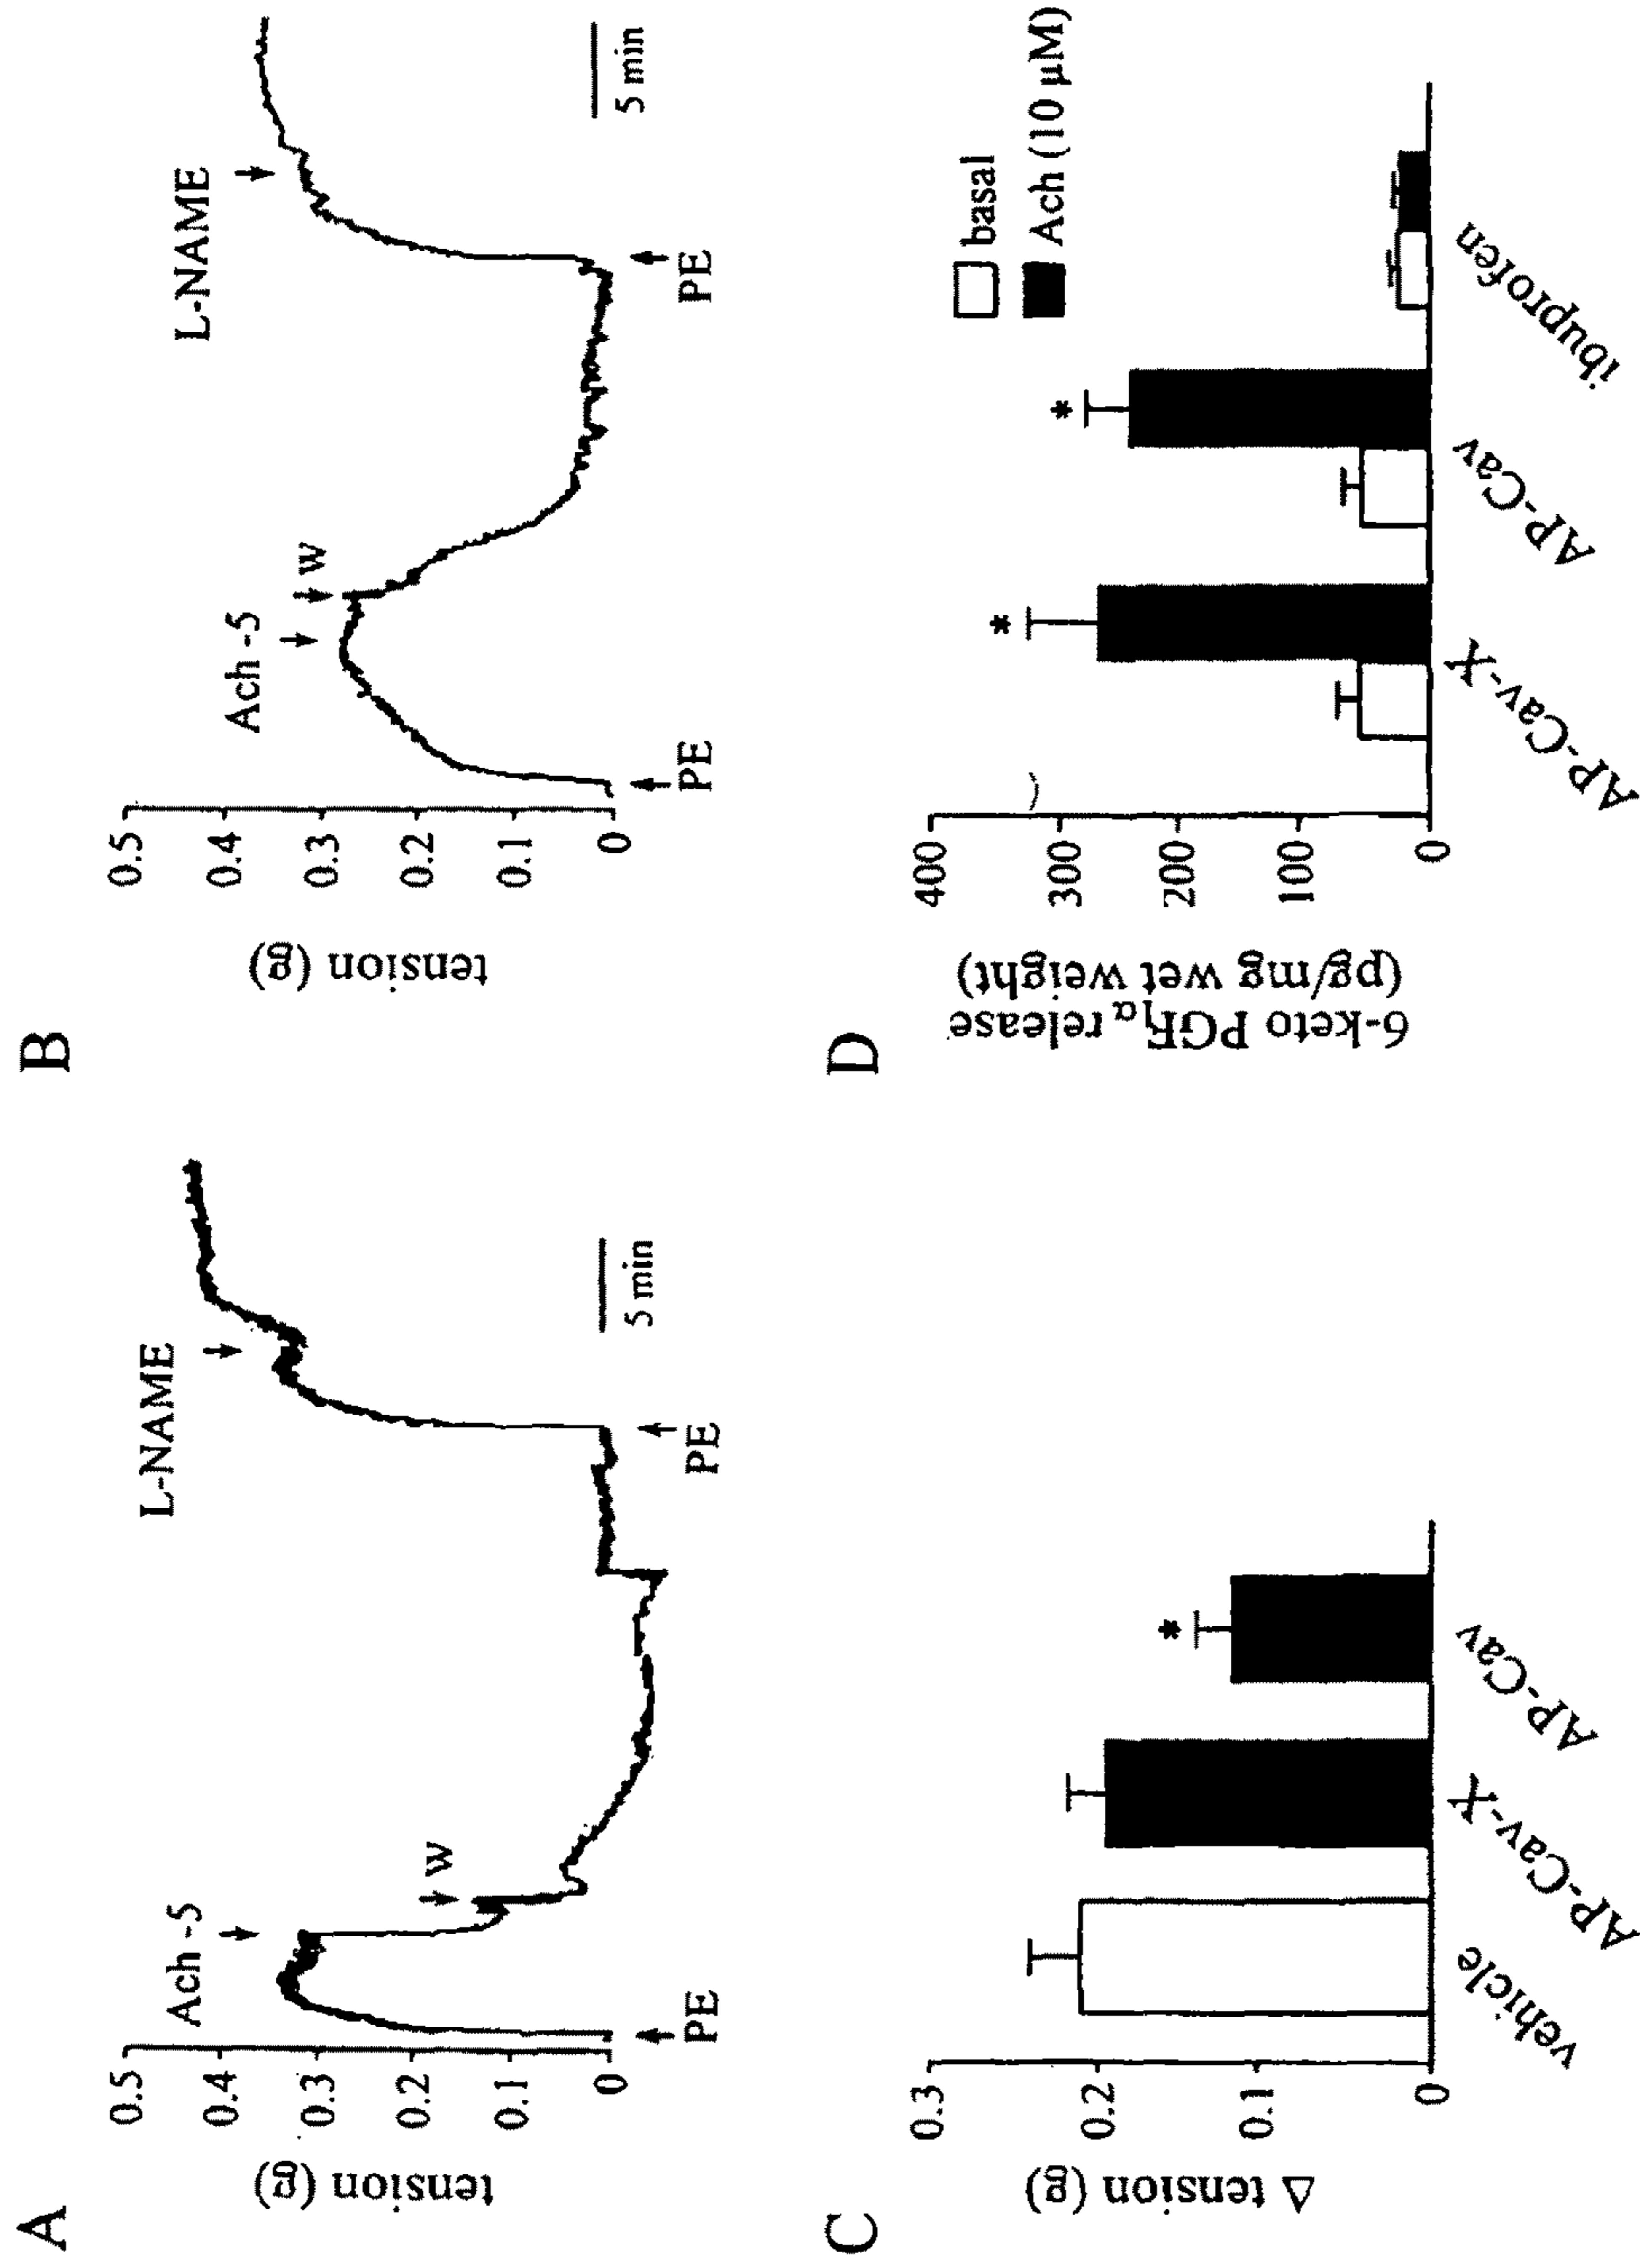 A
tension (g)
0.5
0.4
0.3
0.2
0.1
0
Ach -5
W
L-NAME
PE
PE
5 min
B
tension (g)
0.5
0.4
0.3
0.2
0.1
0
Ach -5
W
L-NAME
PE
PE
5 min
C
Δ tension (g)
0.3
0.2
0.1
0
*
vehicle
AP-Cav-X
AP-Cav
D
6-keto PGF1α release
(pg/mg wet weight)
400
300
200
100
0
*
*
basal
Ach (10 μM)
AP-Cav-X
AP-Cav
ibuprofen